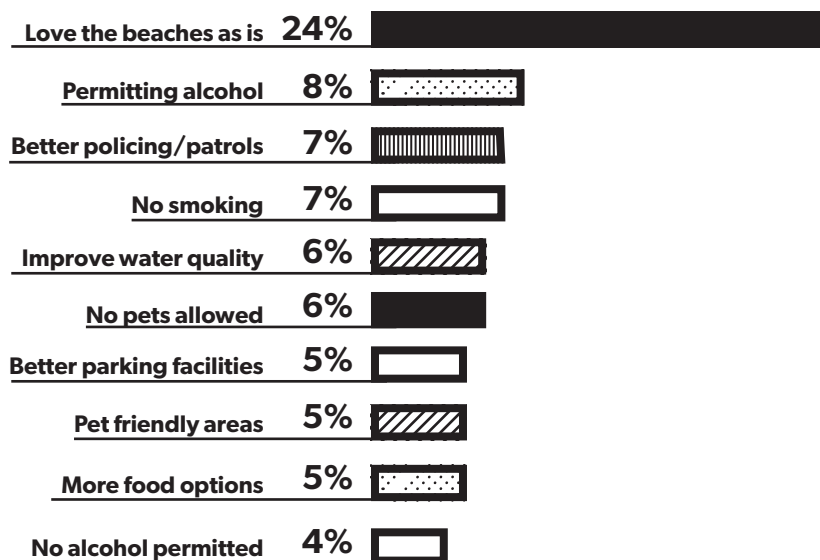 Love the beaches as is 24%
Permitting alcohol 8%
Better policing/patrols 7%
No smoking 7%
Improve water quality 6%
No pets allowed 6%
Better parking facilities 5%
Pet friendly areas 5%
More food options 5%
No alcohol permitted 4%